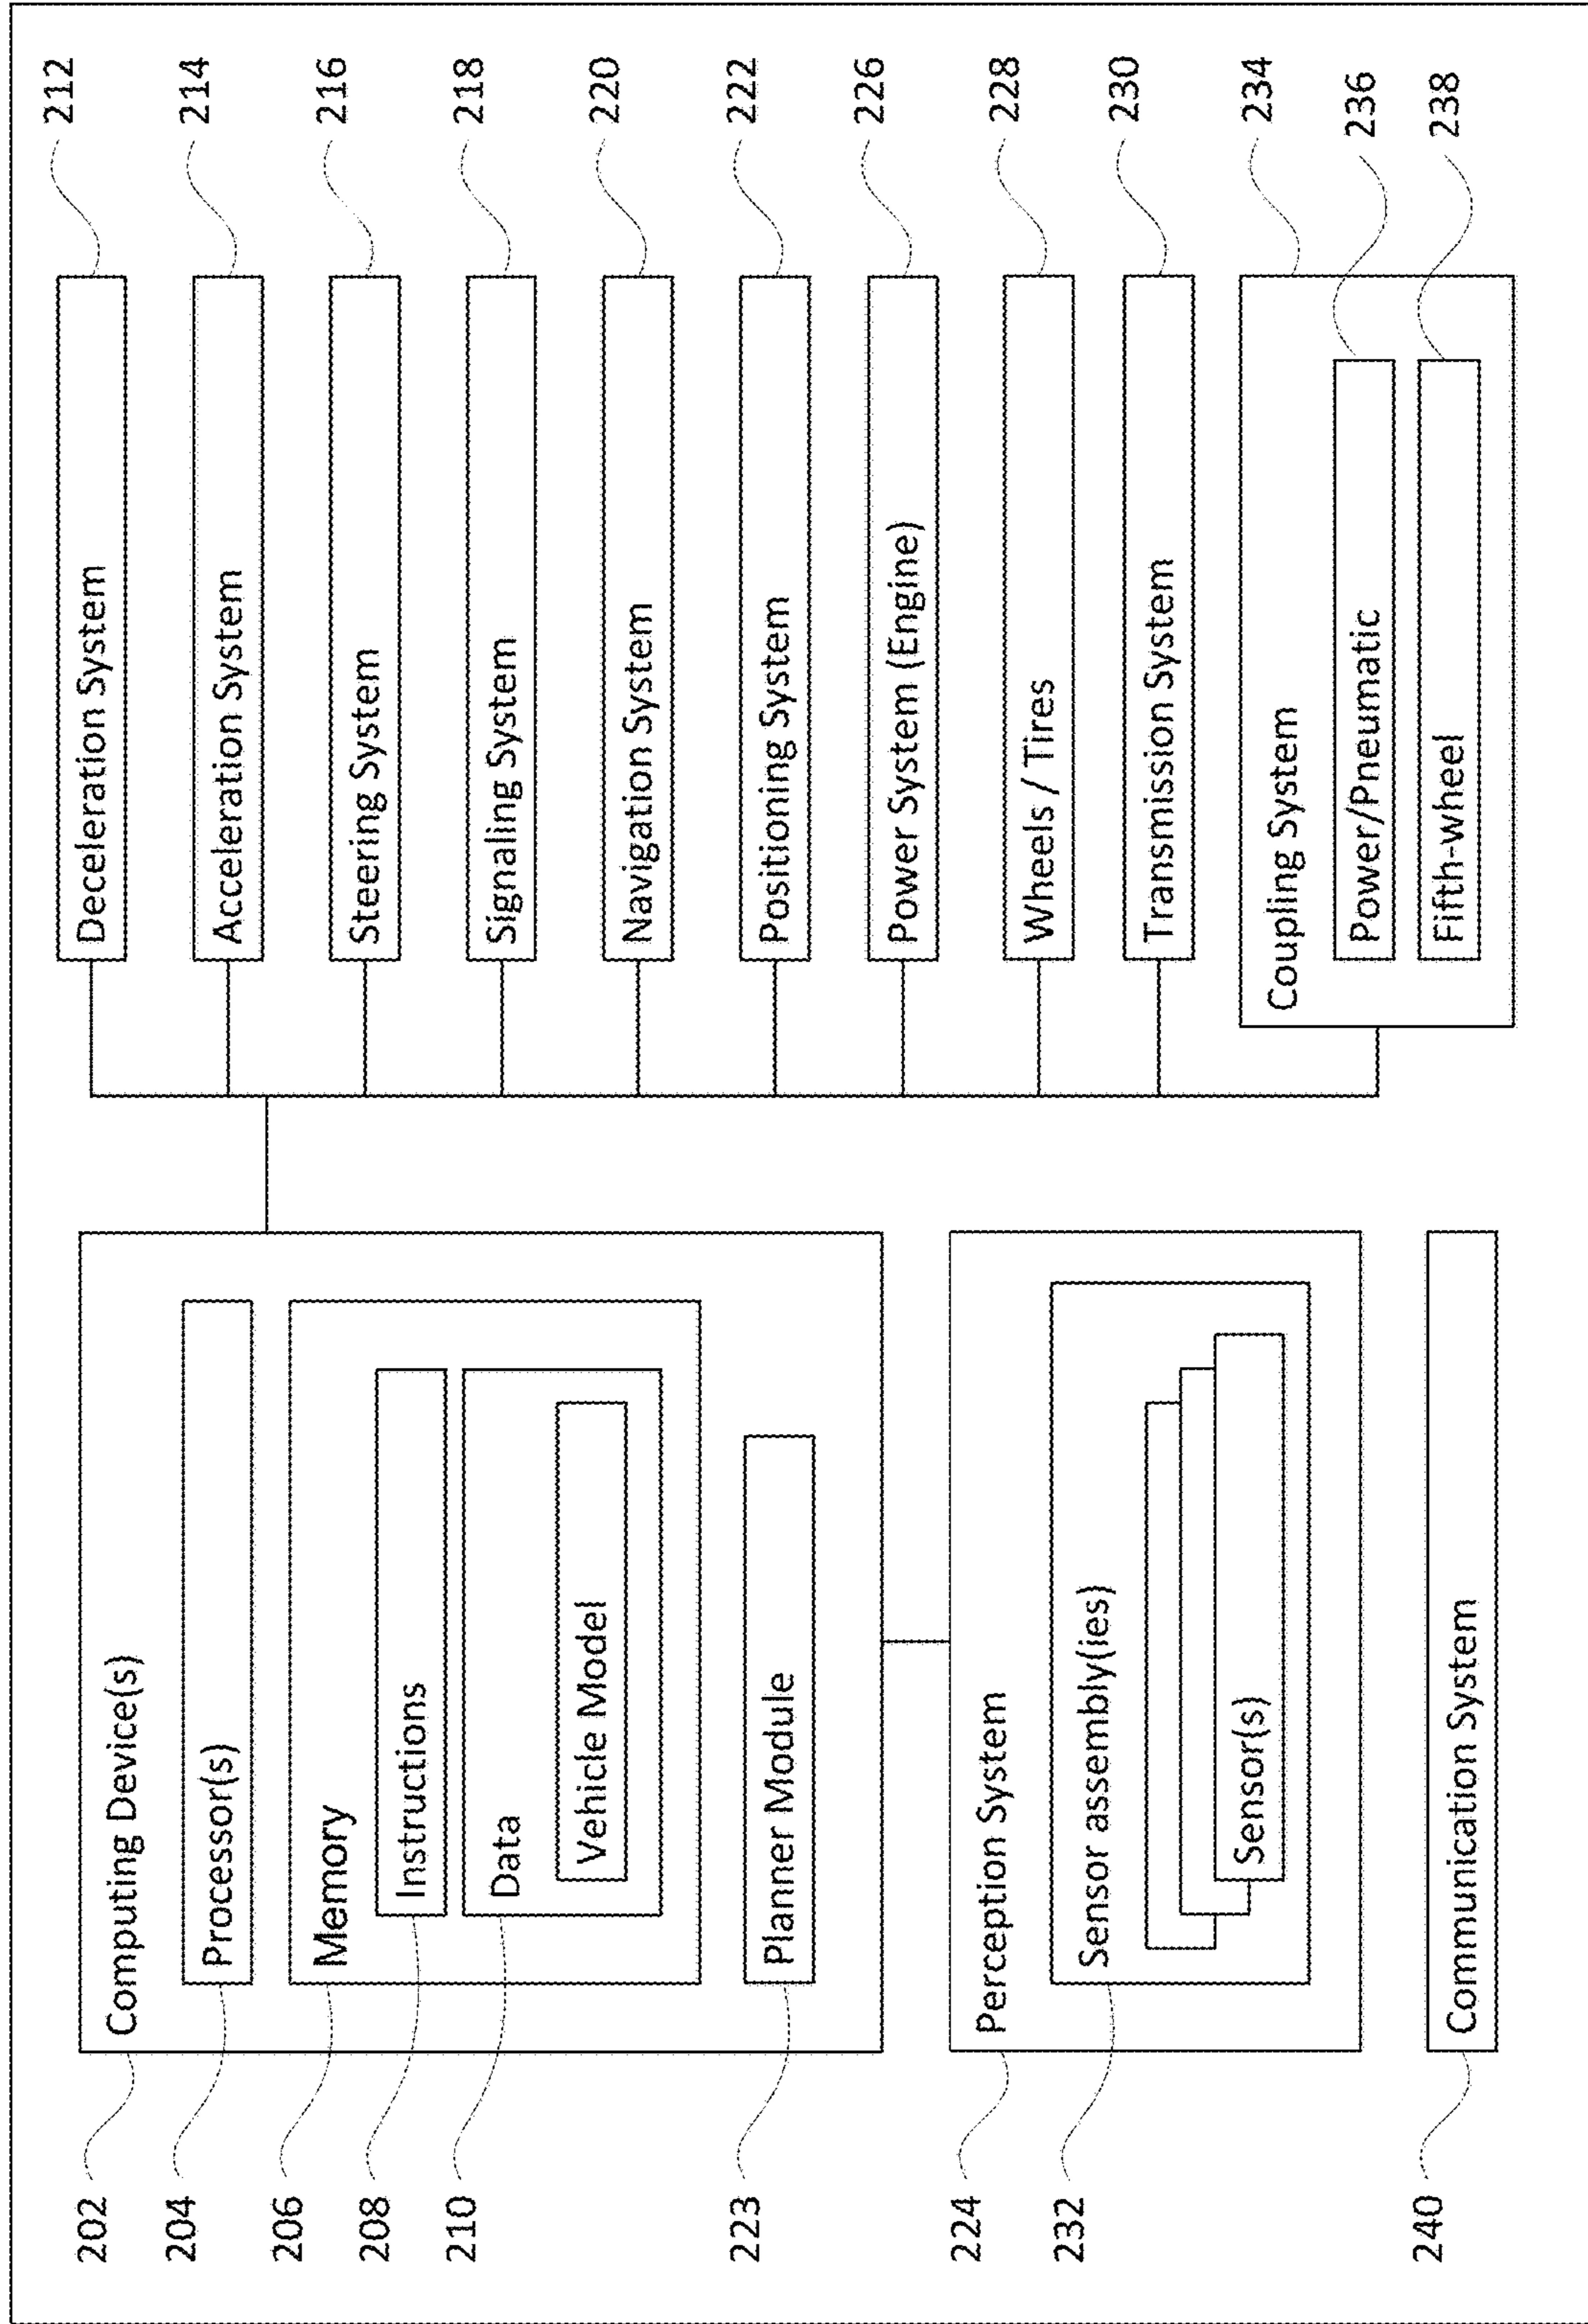 202
Computing Device(s)
204
Processor(s)
206
Memory
208
Instructions
210
Data
Vehicle Model
223
Planner Module
224
Perception System
232
Sensor assembly(ies)
Sensor(s)
240
Communication System
Deceleration System
212
Acceleration System
214
Steering System
216
Signaling System
218
Navigation System
220
Positioning System
222
Power System (Engine)
226
Wheels / Tires
228
Transmission System
230
Coupling System
234
Power/Pneumatic
236
Fifth-wheel
238